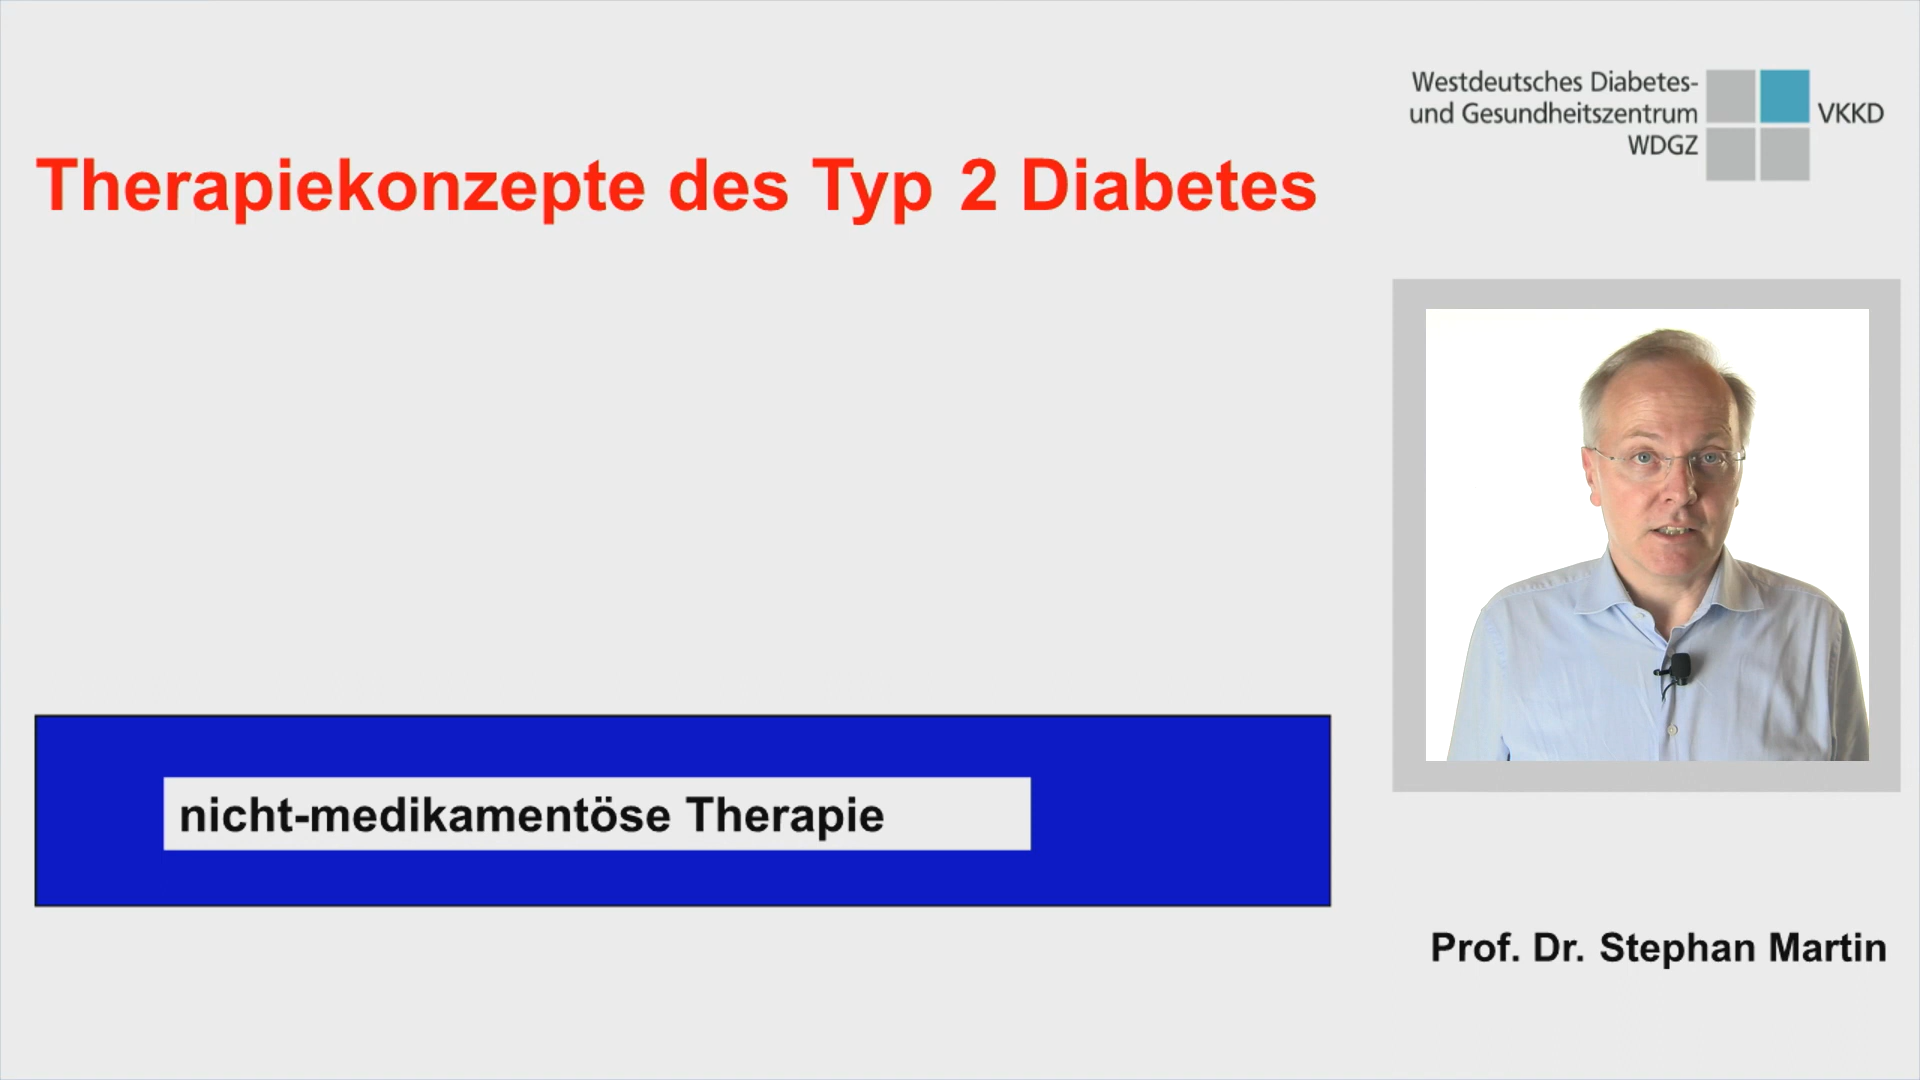 Westdeutsches Diabetes-
und Gesundheitszentrum
WDGZ
VKKD
Therapiekonzepte des Typ 2 Diabetes
nicht-medikamentöse Therapie
Prof. Dr. Stephan Martin